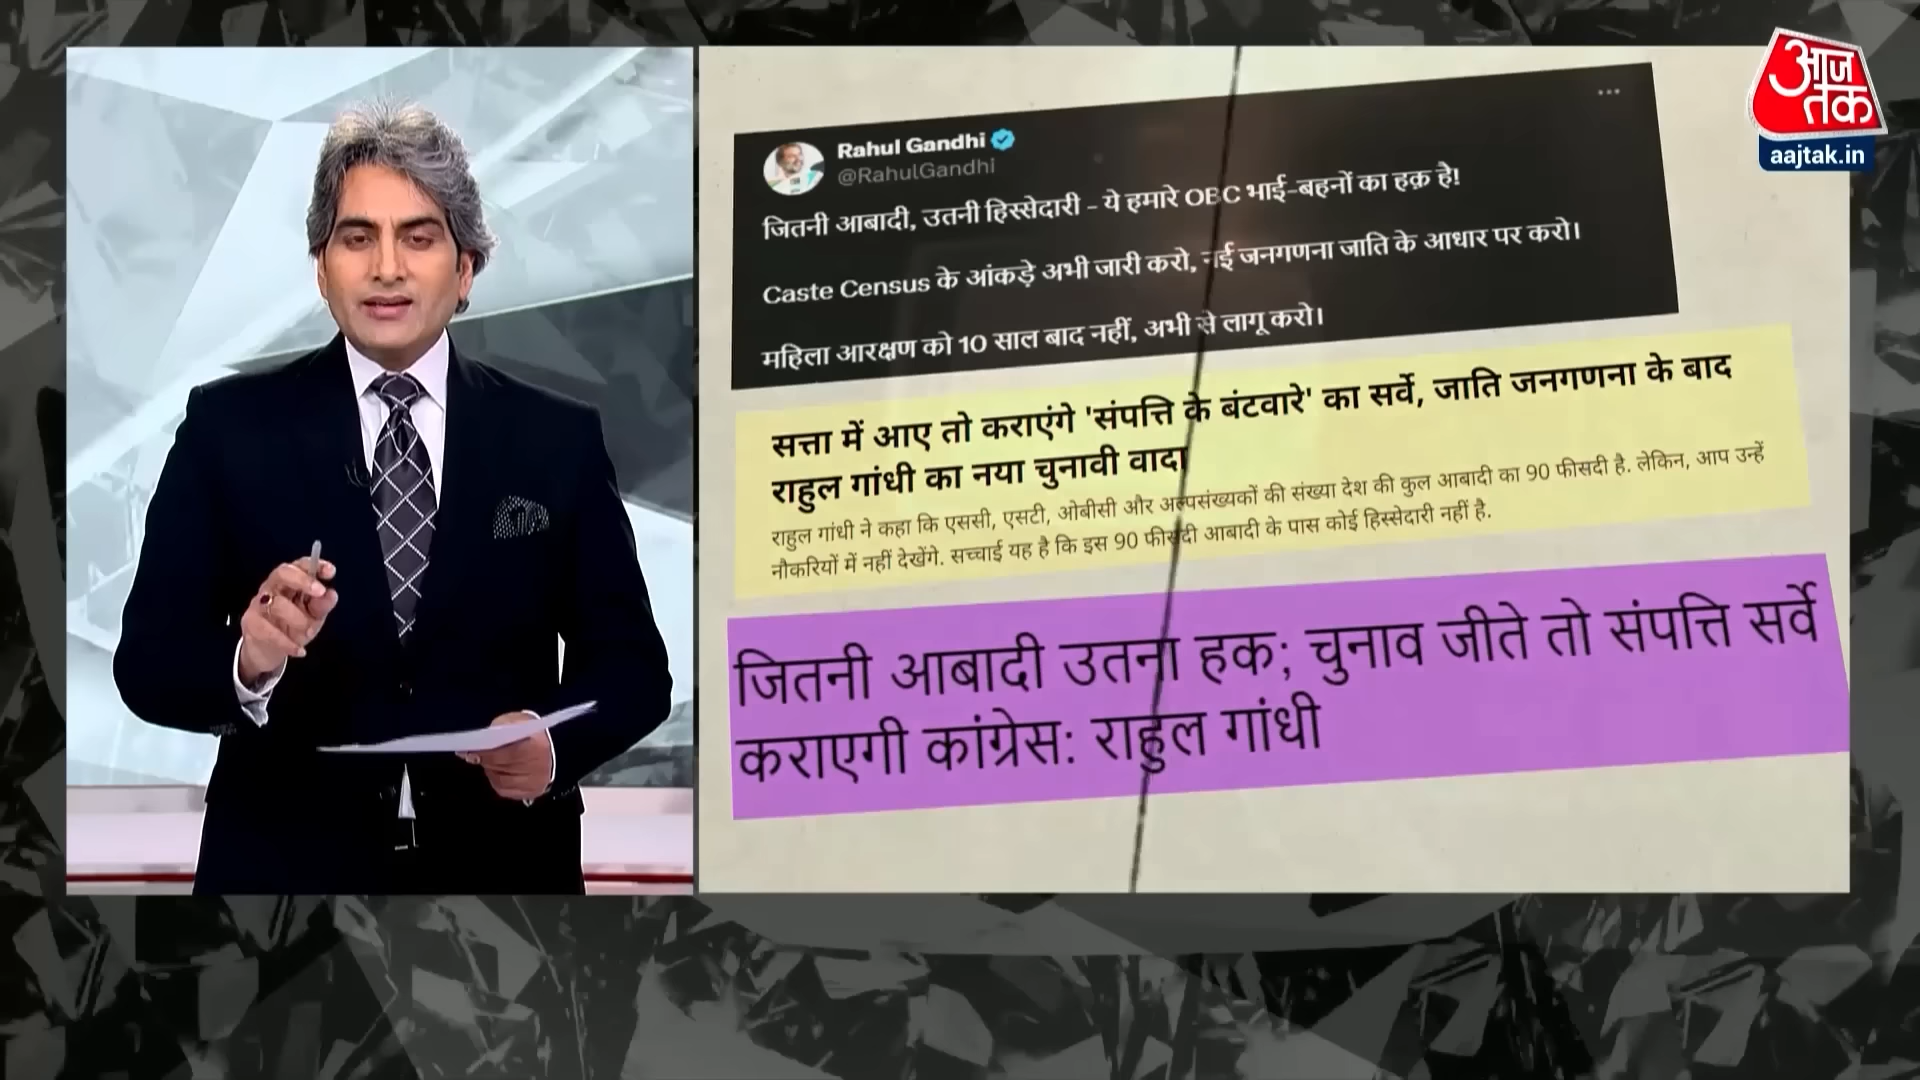 आज
तक
aajtak.in
Rahul Gandhi
@RahulGandhi
जितनी आबादी, उतनी हिस्सेदारी - ये हमारे OBC भाई-बहनों का हक़ है!
Caste Census के आंकड़े अभी जारी करो, नई जनगणना जाति के आधार पर करो।
महिला आरक्षण को 10 साल बाद नहीं, अभी से लागू करो।
सत्ता में आए तो कराएंगे 'संपत्ति के बंटवारे' का सर्वे, जाति जनगणना के बाद
राहुल गांधी का नया चुनावी वादा
राहुल गांधी ने कहा कि एससी, एसटी, ओबीसी और अल्पसंख्यकों की संख्या देश की कुल आबादी का 90 फीसदी है. लेकिन, आप उन्हें
नौकरियों में नहीं देखेंगे. सच्चाई यह है कि इस 90 फीसदी आबादी के पास कोई हिस्सेदारी नहीं है.
जितनी आबादी उतना हक; चुनाव जीते तो संपत्ति सर्वे
कराएगी कांग्रेस: राहुल गांधी